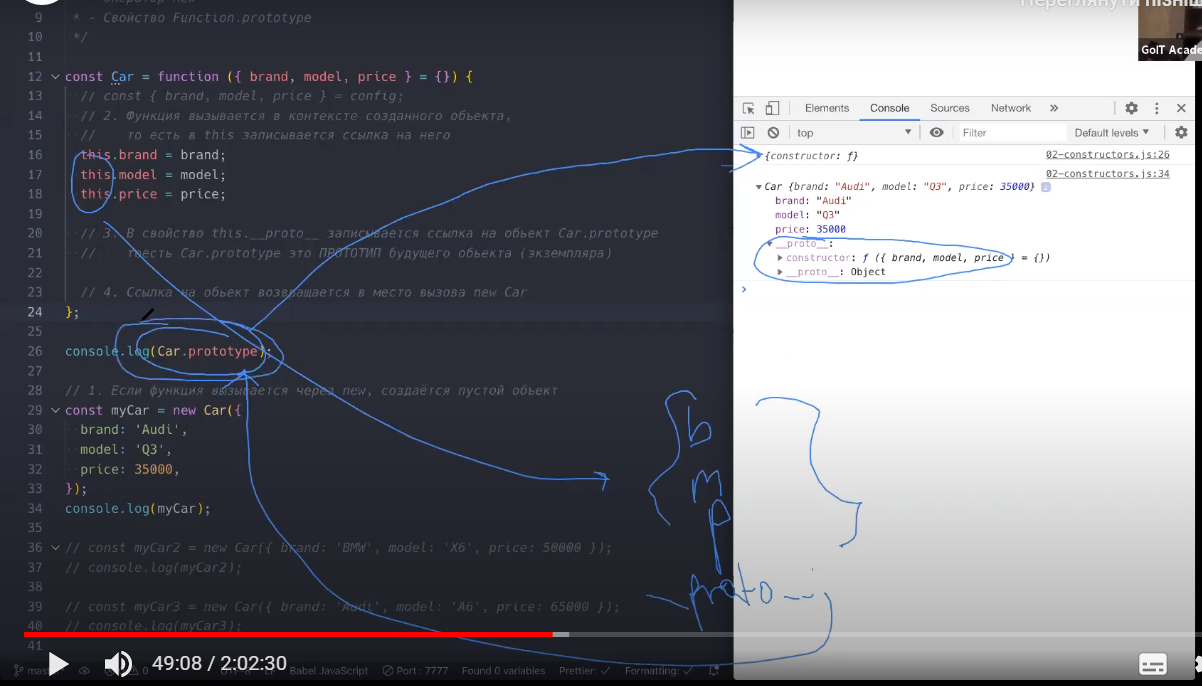 Переглянути пізніш
GoIT Acade
9 * - Свойство Function.prototype
10 */
11
12 const Car = function ({ brand, model, price } = {}) {
13 // const { brand, model, price } = config;
14 // 2. Функция вызывается в контексте созданного объекта,
15 // то есть в this записывается ссылка на него
16 this.brand = brand;
17 this.model = model;
18 this.price = price;
19
20 // 3. В свойство this.__proto__ записывается ссылка на объект Car.prototype
21 // тоесть Car.prototype это ПРОТОТИП будущего объекта (экземпляра)
22
23 // 4. Ссылка на обьект возвращается в место вызова new Car
24 };
25
26 console.log(Car.prototype);
27
28 // 1. Если функция вызывается через new, создаётся пустой объект
29 const myCar = new Car({
30 brand: 'Audi',
31 model: 'Q3',
32 price: 35000,
33 });
34 console.log(myCar);
35
36 // const myCar2 = new Car({ brand: 'BMW', model: 'X6', price: 50000 });
37 // console.log(myCar2);
38
39 // const myCar3 = new Car({ brand: 'Audi', model: 'A6', price: 65000 });
40 // console.log(myCar3);
41
Elements Console Sources Network »
top Filter Default levels
{constructor: ƒ} 02-constructors.js:26
02-constructors.js:34
Car {brand: "Audi", model: "Q3", price: 35000}
brand: "Audi"
model: "Q3"
price: 35000
__proto__:
constructor: ƒ ({ brand, model, price } = {})
__proto__: Object
{ b }
m
p
__proto__
49:08 / 2:02:30
Babel JavaScript Port : 7777 Found 0 variables Prettier: ✓ Formatting: ✓